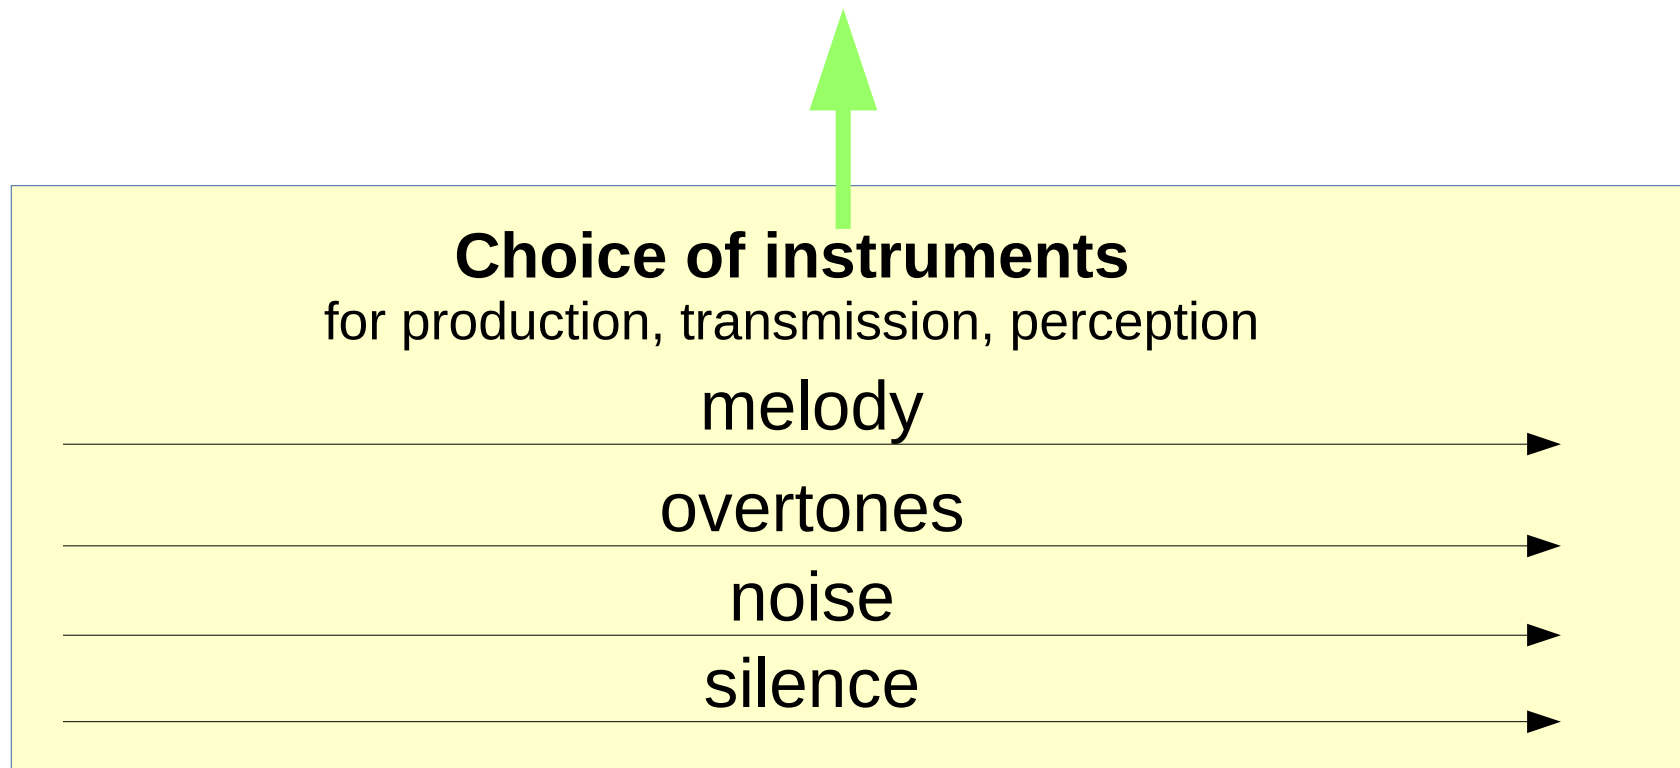 Choice of instruments
for production, transmission, perception
melody
overtones
noise
silence